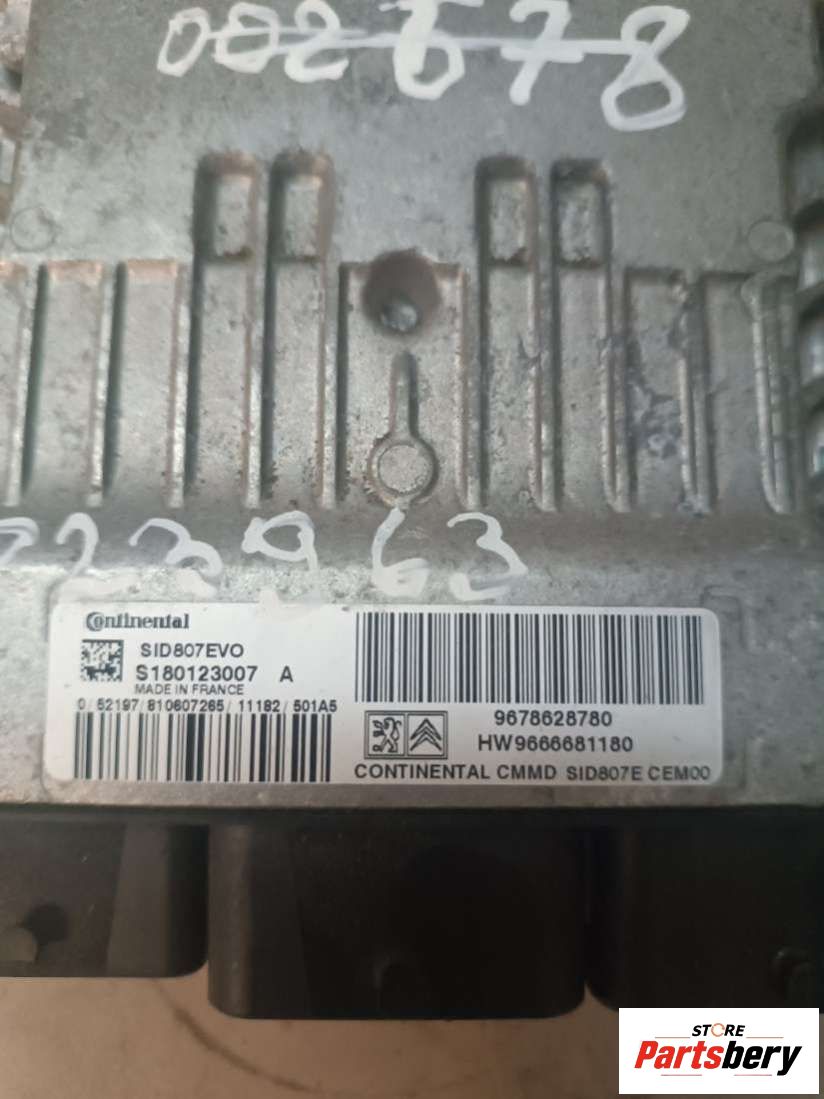 002678
23963
Continental
SID807EVO
S180123007 A
MADE IN FRANCE
0/52197/810607265/11182/501A5
9678628780
HW9666681180
CONTINENTAL CMMD SID807E CEM00
STORE
Partsbery